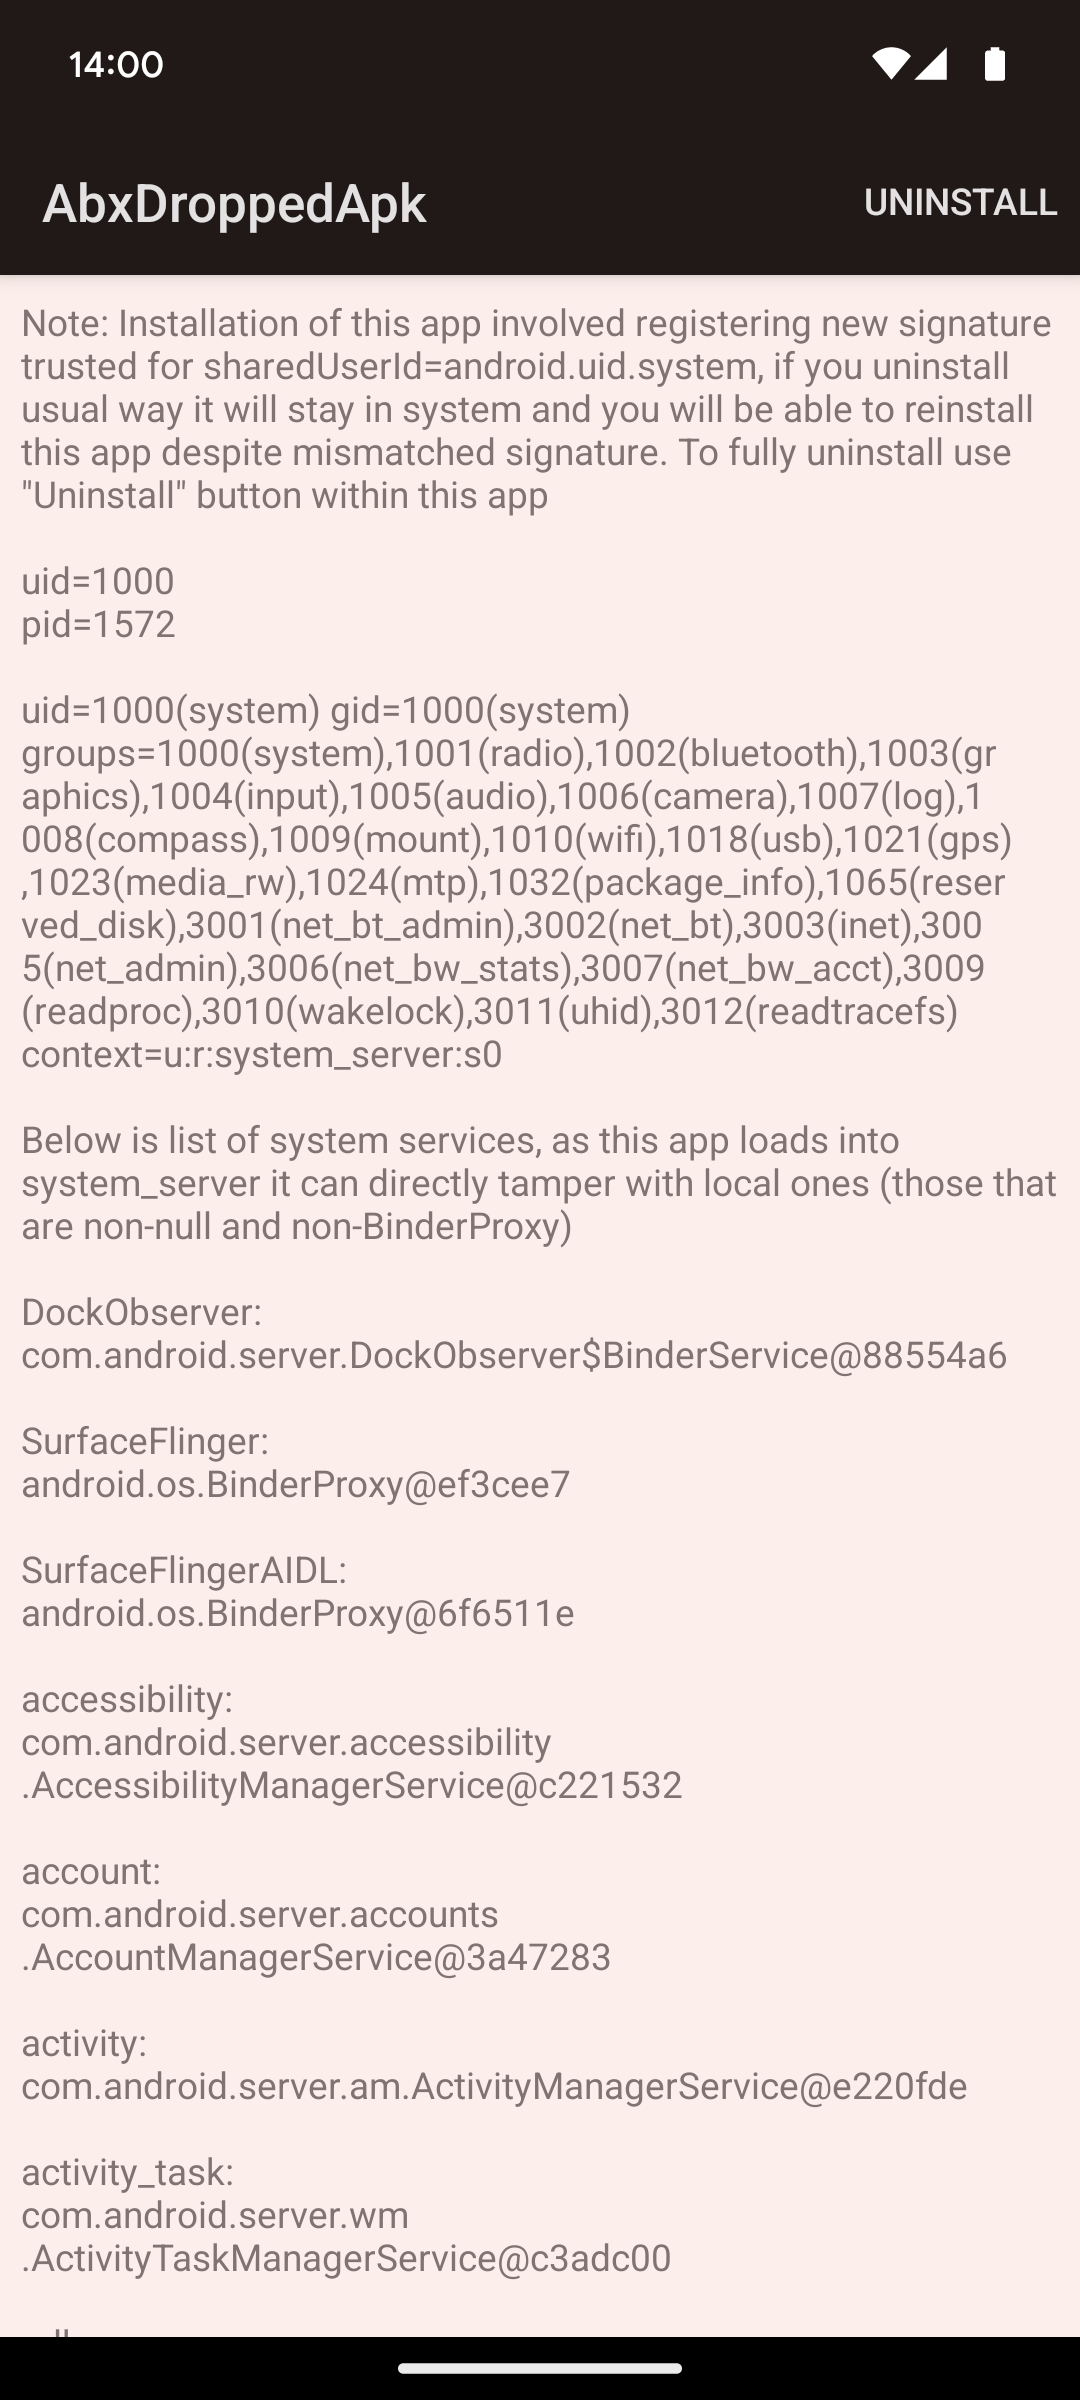 14:00
AbxDroppedApk
UNINSTALL
Note: Installation of this app involved registering new signature
trusted for sharedUserId=android.uid.system, if you uninstall
usual way it will stay in system and you will be able to reinstall
this app despite mismatched signature. To fully uninstall use
"Uninstall" button within this app
uid=1000
pid=1572
uid=1000(system) gid=1000(system)
groups=1000(system),1001(radio),1002(bluetooth),1003(gr
aphics),1004(input),1005(audio),1006(camera),1007(log),1
008(compass),1009(mount),1010(wifi),1018(usb),1021(gps)
,1023(media_rw),1024(mtp),1032(package_info),1065(reser
ved_disk),3001(net_bt_admin),3002(net_bt),3003(inet),300
5(net_admin),3006(net_bw_stats),3007(net_bw_acct),3009
(readproc),3010(wakelock),3011(uhid),3012(readtracefs)
context=u:r:system_server:s0
Below is list of system services, as this app loads into
system_server it can directly tamper with local ones (those that
are non-null and non-BinderProxy)
DockObserver:
com.android.server.DockObserver$BinderService@88554a6
SurfaceFlinger:
android.os.BinderProxy@ef3cee7
SurfaceFlingerAIDL:
android.os.BinderProxy@6f6511e
accessibility:
com.android.server.accessibility
.AccessibilityManagerService@c221532
account:
com.android.server.accounts
.AccountManagerService@3a47283
activity:
com.android.server.am.ActivityManagerService@e220fde
activity_task:
com.android.server.wm
.ActivityTaskManagerService@c3adc00